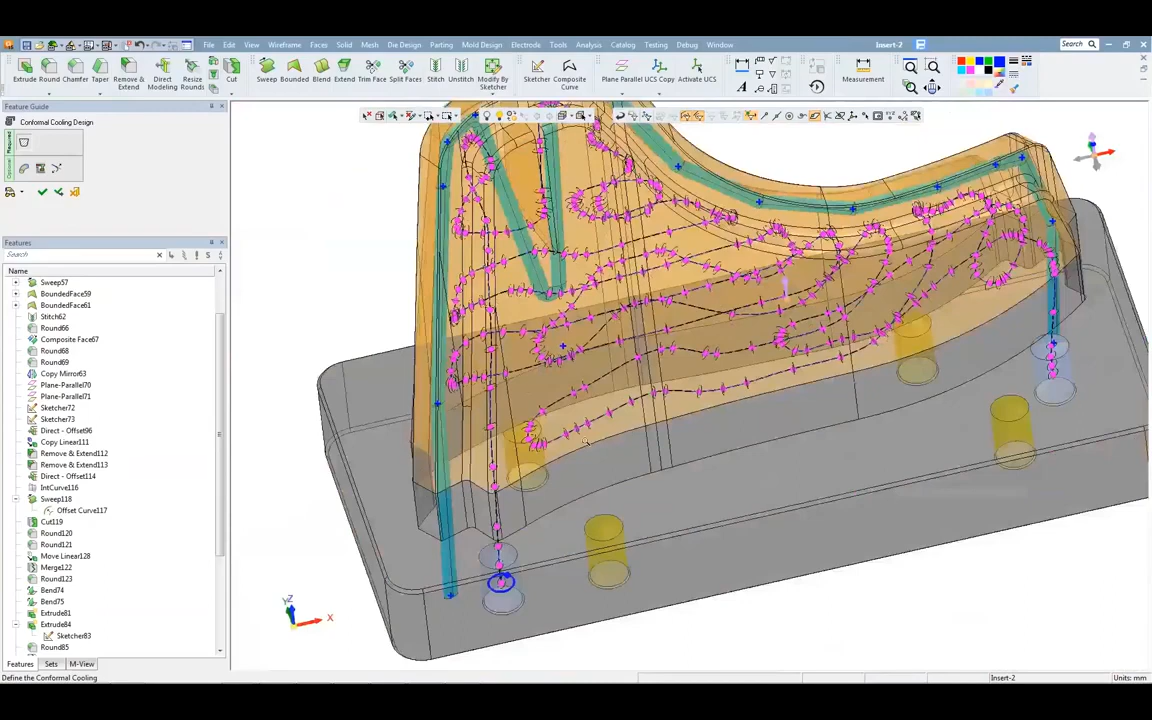 File Edit View Wireframe Faces Solid Mesh Die Design Parting Mold Design Electrode Tools Analysis Catalog Testing Debug Window
Insert-2
Search
Extrude Round Chamfer Taper Remove & Extend Direct Modeling Resize Rounds Cut
Sweep Bounded Blend Extend Trim Face Split Faces Stitch Unstitch Modify By Sketcher
Sketcher Composite Curve
Plane Parallel UCS Copy Activate UCS
Measurement
Feature Guide
Conformal Cooling Design
Required
Optional
Features
Search
Name
Sweep57
BoundedFace59
BoundedFace61
Stitch62
Round66
Composite Face67
Round68
Round69
Copy Mirror63
Plane-Parallel70
Plane-Parallel71
Sketcher72
Sketcher73
Direct - Offset96
Copy Linear111
Remove & Extend112
Remove & Extend113
Direct - Offset114
IntCurve116
Sweep118
Offset Curve117
Cut119
Round120
Round121
Move Linear128
Merge122
Round123
Bend74
Bend75
Extrude81
Extrude84
Sketcher83
Round85
Features Sets M-View
Z
Y
X
Define the Conformal Cooling
Insert-2
Units: mm